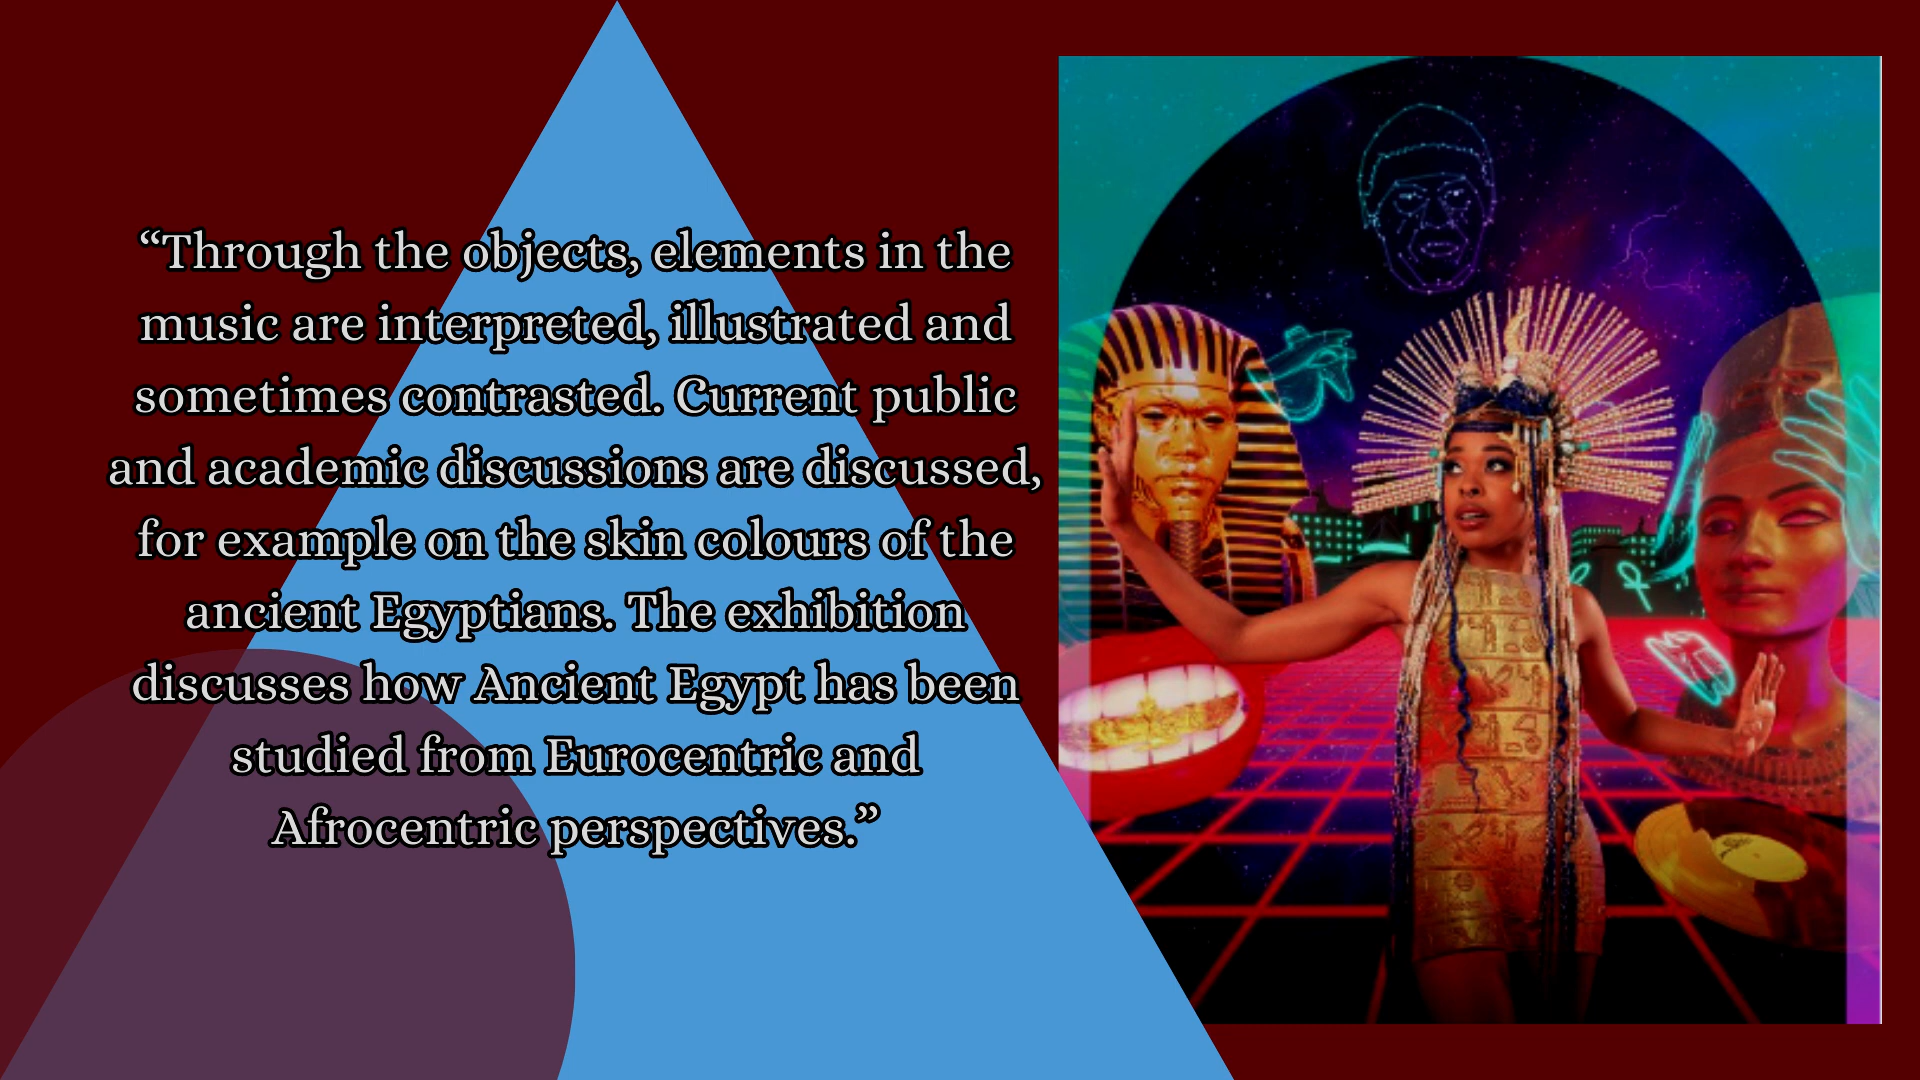 “Through the objects, elements in the
music are interpreted, illustrated and
sometimes contrasted. Current public
and academic discussions are discussed,
for example on the skin colours of the
ancient Egyptians. The exhibition
discusses how Ancient Egypt has been
studied from Eurocentric and
Afrocentric perspectives.”